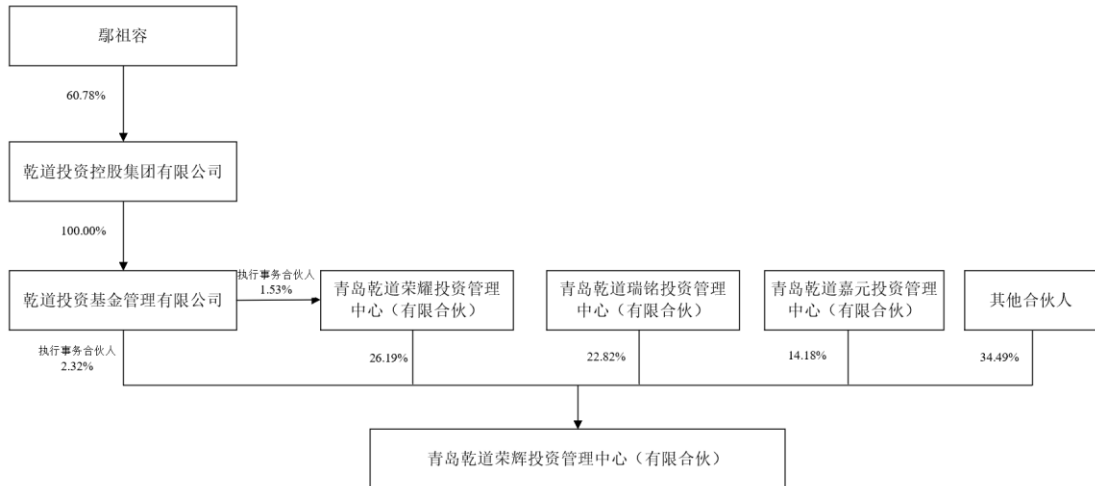 鄢祖容
60.78%
乾道投资控股集团有限公司
100.00%
乾道投资基金管理有限公司
执行事务合伙人
1.53%
青岛乾道荣耀投资管理
中心（有限合伙）
青岛乾道瑞铭投资管理
中心（有限合伙）
青岛乾道嘉元投资管理
中心（有限合伙）
其他合伙人
执行事务合伙人
2.32%
26.19%
22.82%
14.18%
34.49%
青岛乾道荣辉投资管理中心（有限合伙）